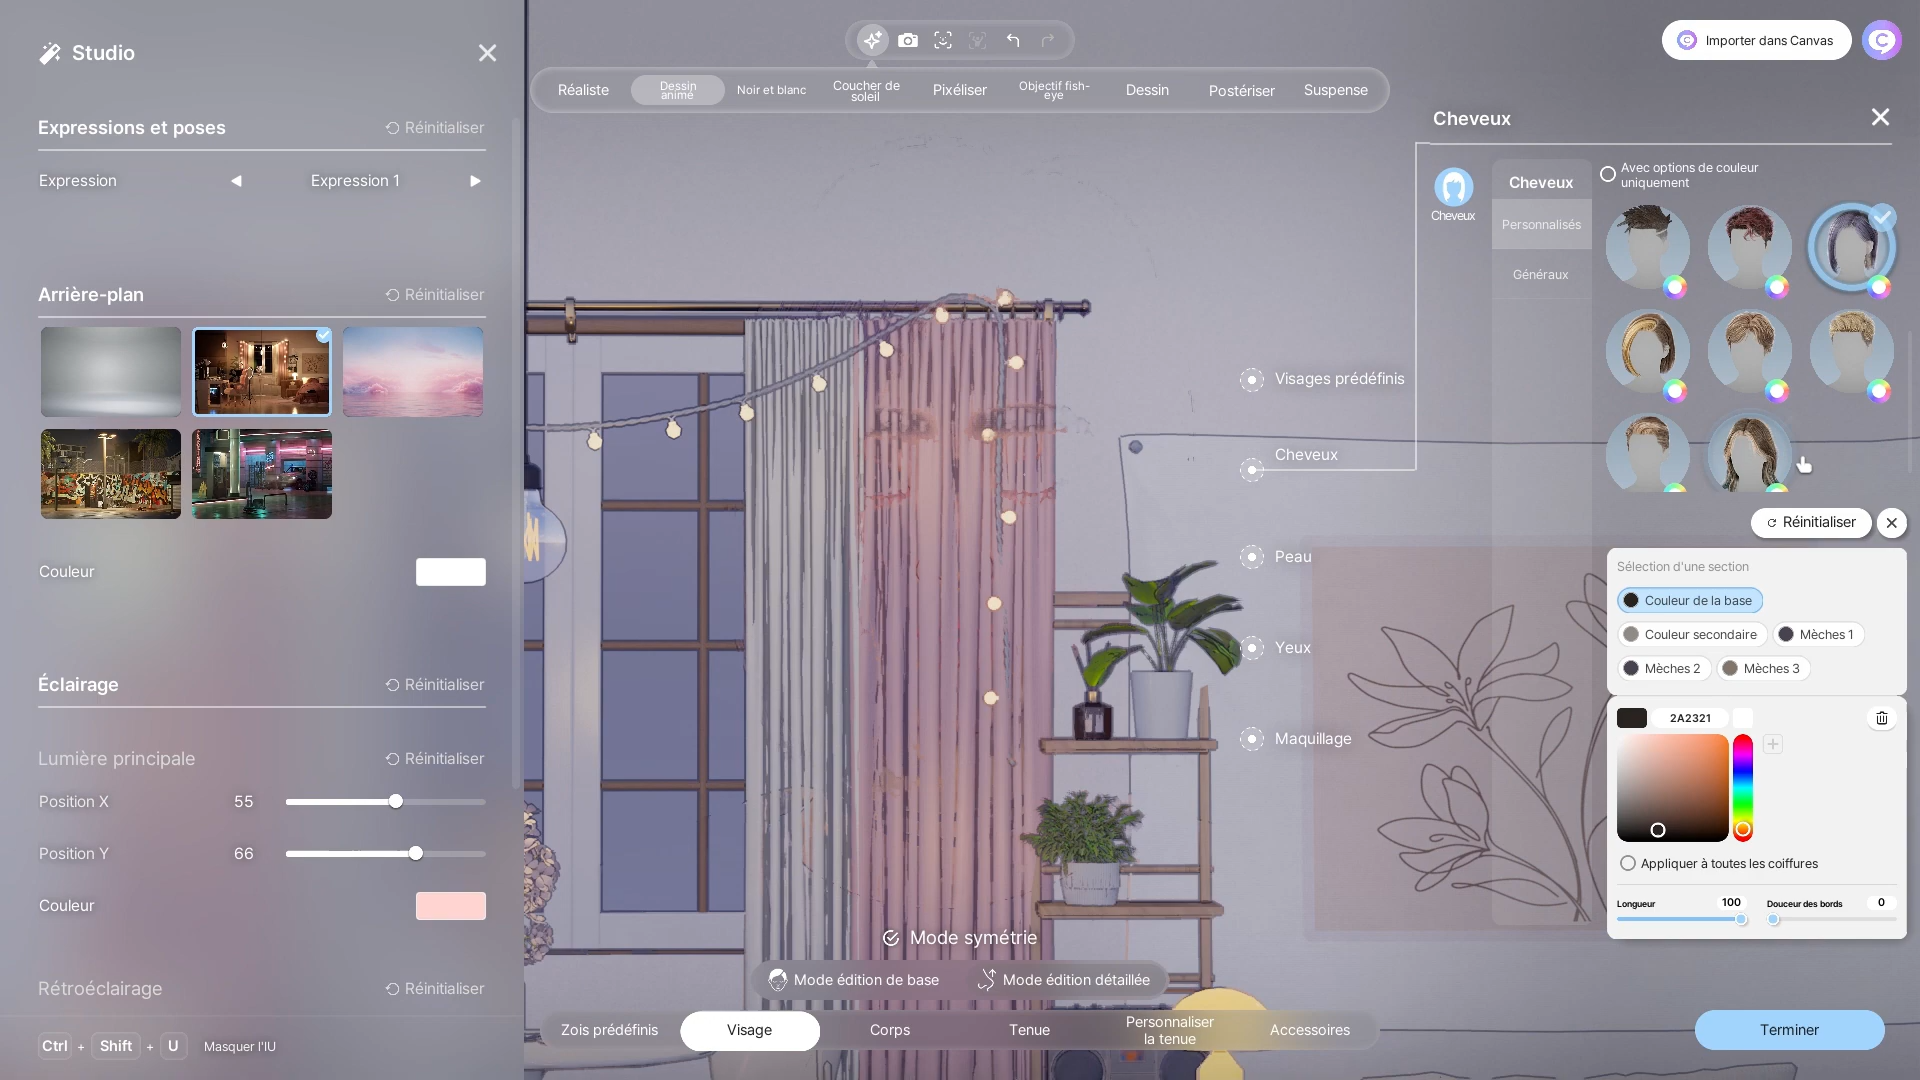 Studio
Expressions et poses
Réinitialiser
Expression
Expression 1
Arrière-plan
Réinitialiser
Couleur
Éclairage
Réinitialiser
Lumière principale
Réinitialiser
Position X
55
Position Y
66
Couleur
Rétroéclairage
Réinitialiser
Ctrl + Shift + U Masquer l'IU
Réaliste
Dessin
animé
Noir et blanc
Coucher de
soleil
Pixéliser
Objectif fish-
eye
Dessin
Postériser
Suspense
Importer dans Canvas
Visages prédéfinis
Cheveux
Peau
Yeux
Maquillage
Mode symétrie
Mode édition de base
Mode édition détaillée
Zois prédéfinis
Visage
Corps
Tenue
Personnaliser
la tenue
Accessoires
Cheveux
Cheveux
Cheveux
Personnalisés
Généraux
Avec options de couleur
uniquement
Réinitialiser
Sélection d'une section
Couleur de la base
Couleur secondaire
Mèches 1
Mèches 2
Mèches 3
2A2321
Appliquer à toutes les coiffures
Longueur
100
Douceur des bords
0
Terminer